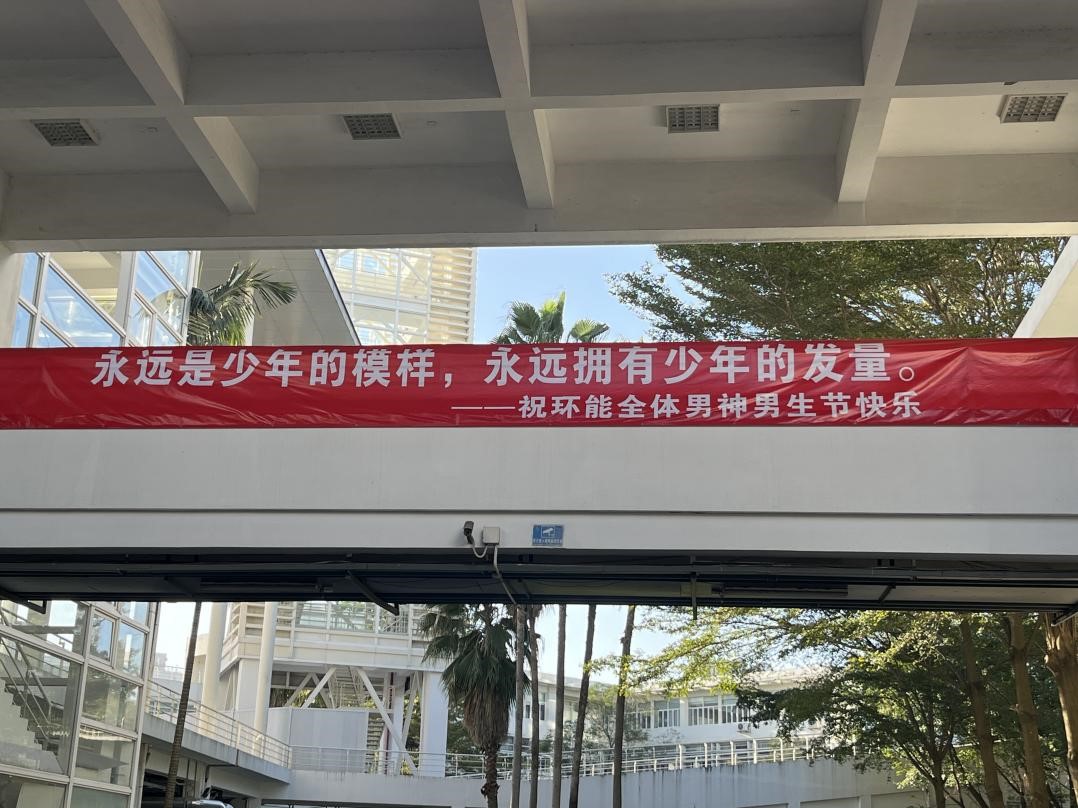 永远是少年的模样，永远拥有少年的发量。
——祝环能全体男神男生节快乐